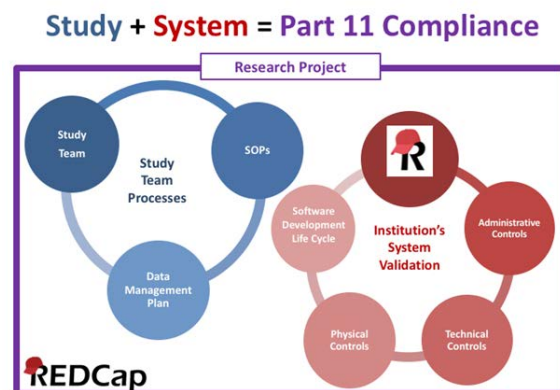 Study + System = Part 11 Compliance
Research Project
Study
Team
SOPs
Study
Team
Processes
Data
Management
Plan
R
Software
Development
Life Cycle
Administrative
Controls
Institution's
System
Validation
Physical
Controls
Technical
Controls
REDCap